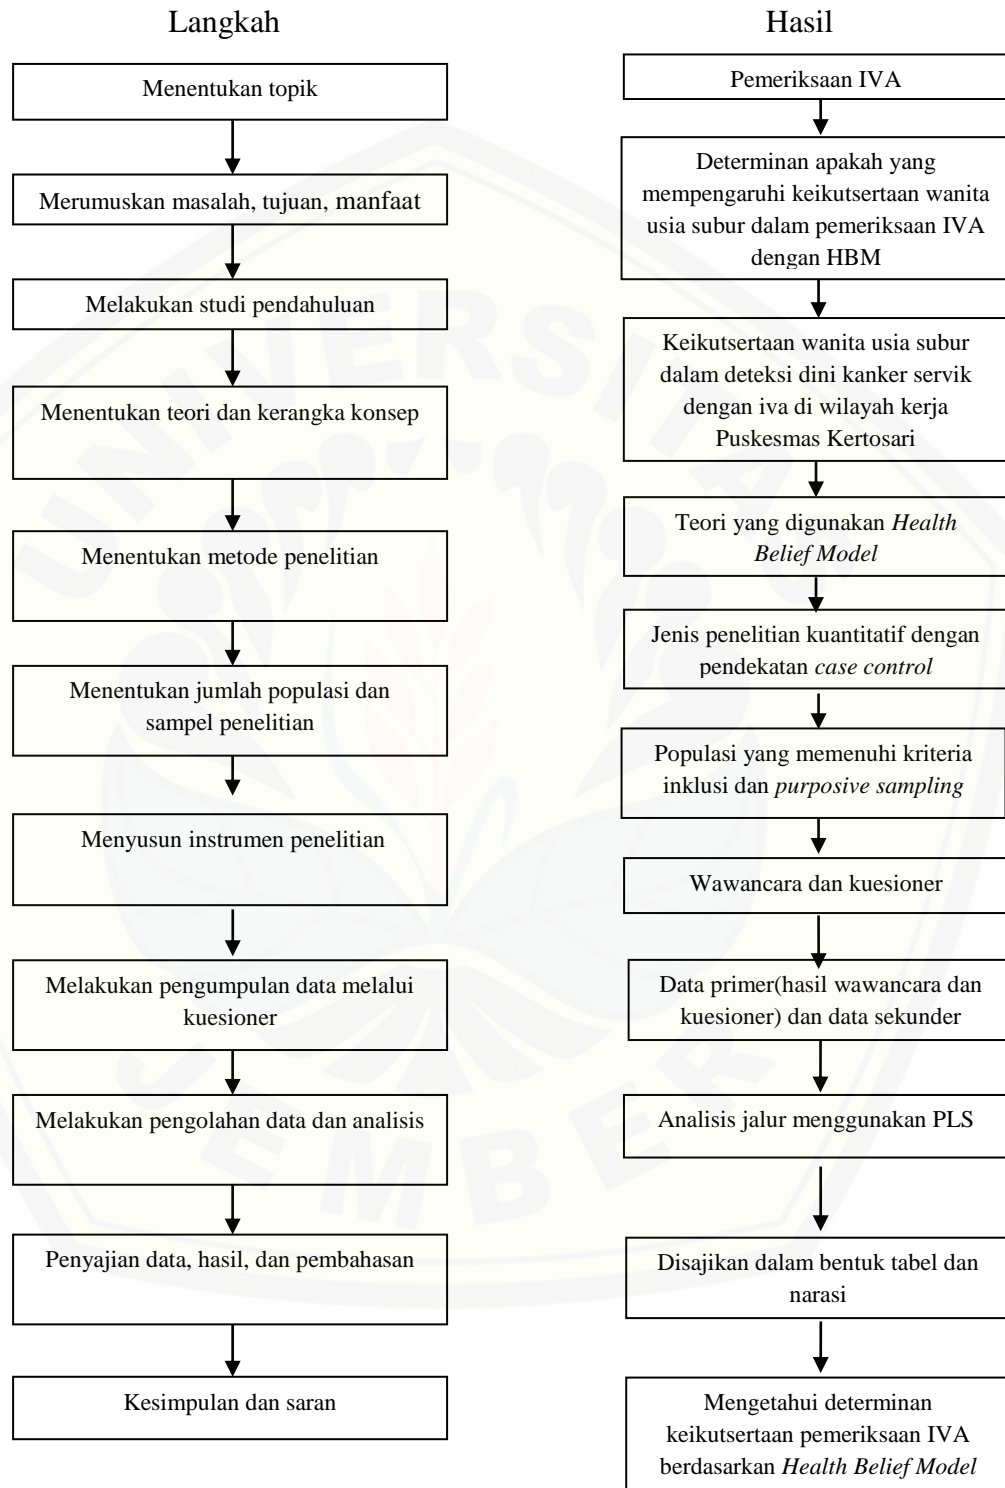 Langkah
Menentukan topik
Merumuskan masalah, tujuan, manfaat
Melakukan studi pendahuluan
Menentukan teori dan kerangka konsep
Menentukan metode penelitian
Menentukan jumlah populasi dan
sampel penelitian
Menyusun instrumen penelitian
Melakukan pengumpulan data melalui
kuesioner
Melakukan pengolahan data dan analisis
Penyajian data, hasil, dan pembahasan
Kesimpulan dan saran
Hasil
Pemeriksaan IVA
Determinan apakah yang
mempengaruhi keikutsertaan wanita
usia subur dalam pemeriksaan IVA
dengan HBM
Keikutsertaan wanita usia subur
dalam deteksi dini kanker servik
dengan iva di wilayah kerja
Puskesmas Kertosari
Teori yang digunakan Health
Belief Model
Jenis penelitian kuantitatif dengan
pendekatan case control
Populasi yang memenuhi kriteria
inklusi dan purposive sampling
Wawancara dan kuesioner
Data primer(hasil wawancara dan
kuesioner) dan data sekunder
Analisis jalur menggunakan PLS
Disajikan dalam bentuk tabel dan
narasi
Mengetahui determinan
keikutsertaan pemeriksaan IVA
berdasarkan Health Belief Model
UNIVERSITAS
JEMBER